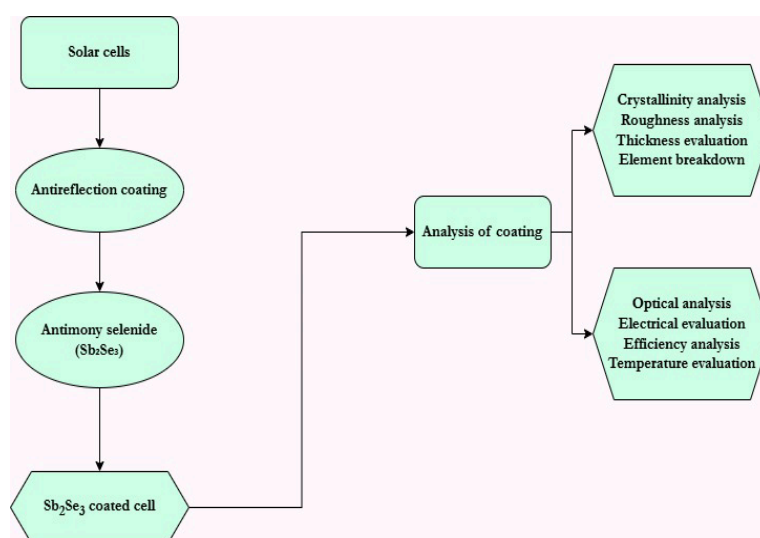 Solar cells
Antireflection coating
Antimony selenide
(Sb₂Se₃)
Sb₂Se₃ coated cell
Analysis of coating
Crystallinity analysis
Roughness analysis
Thickness evaluation
Element breakdown
Optical analysis
Electrical evaluation
Efficiency analysis
Temperature evaluation